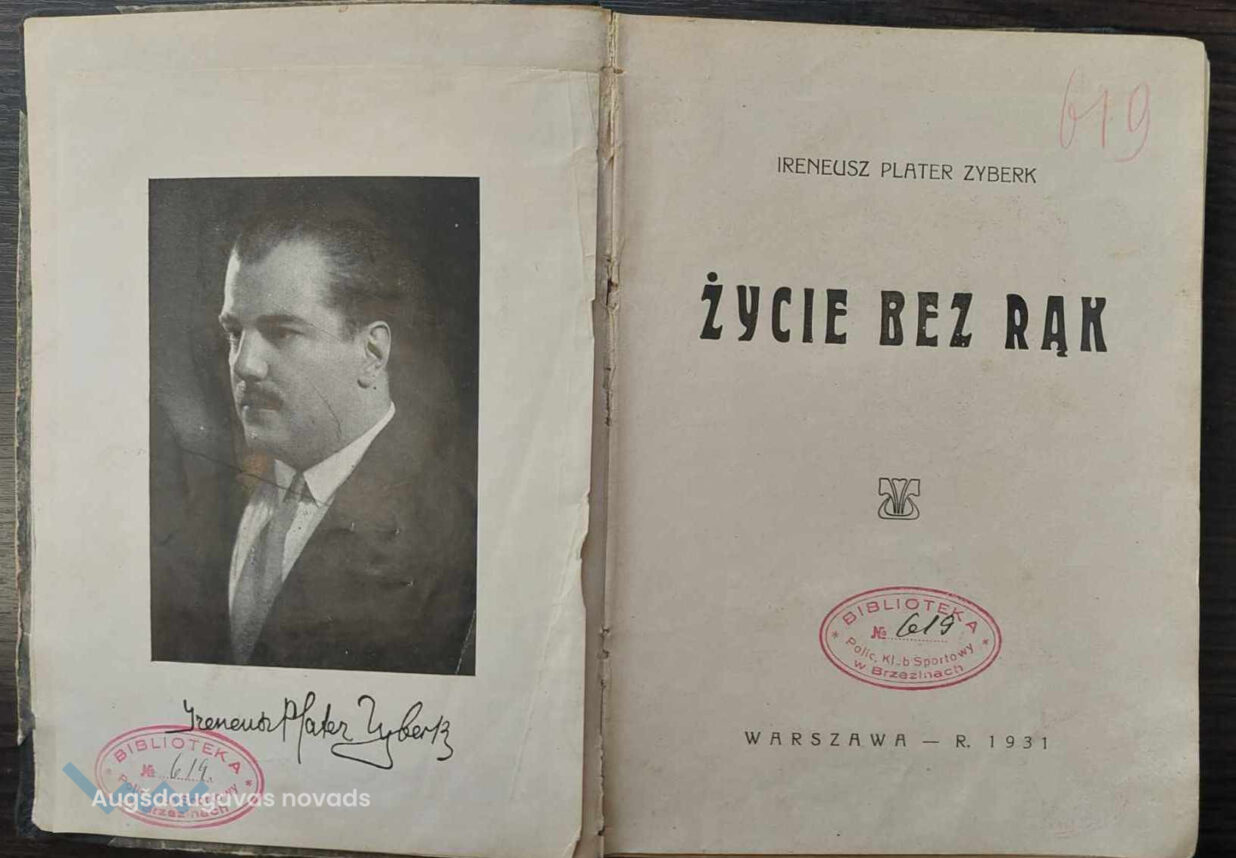 Ireneusz Plater Zyberk
BIBLIOTEKA
№ 619.
Brzezinach
Augšdaugavas novads
619
IRENEUSZ PLATER ZYBERK
ŻYCIE BEZ RĄK
BIBLIOTEKA
№ 619
Polic. Klub Sportowy
w Brzezinach
WARSZAWA — R. 1931